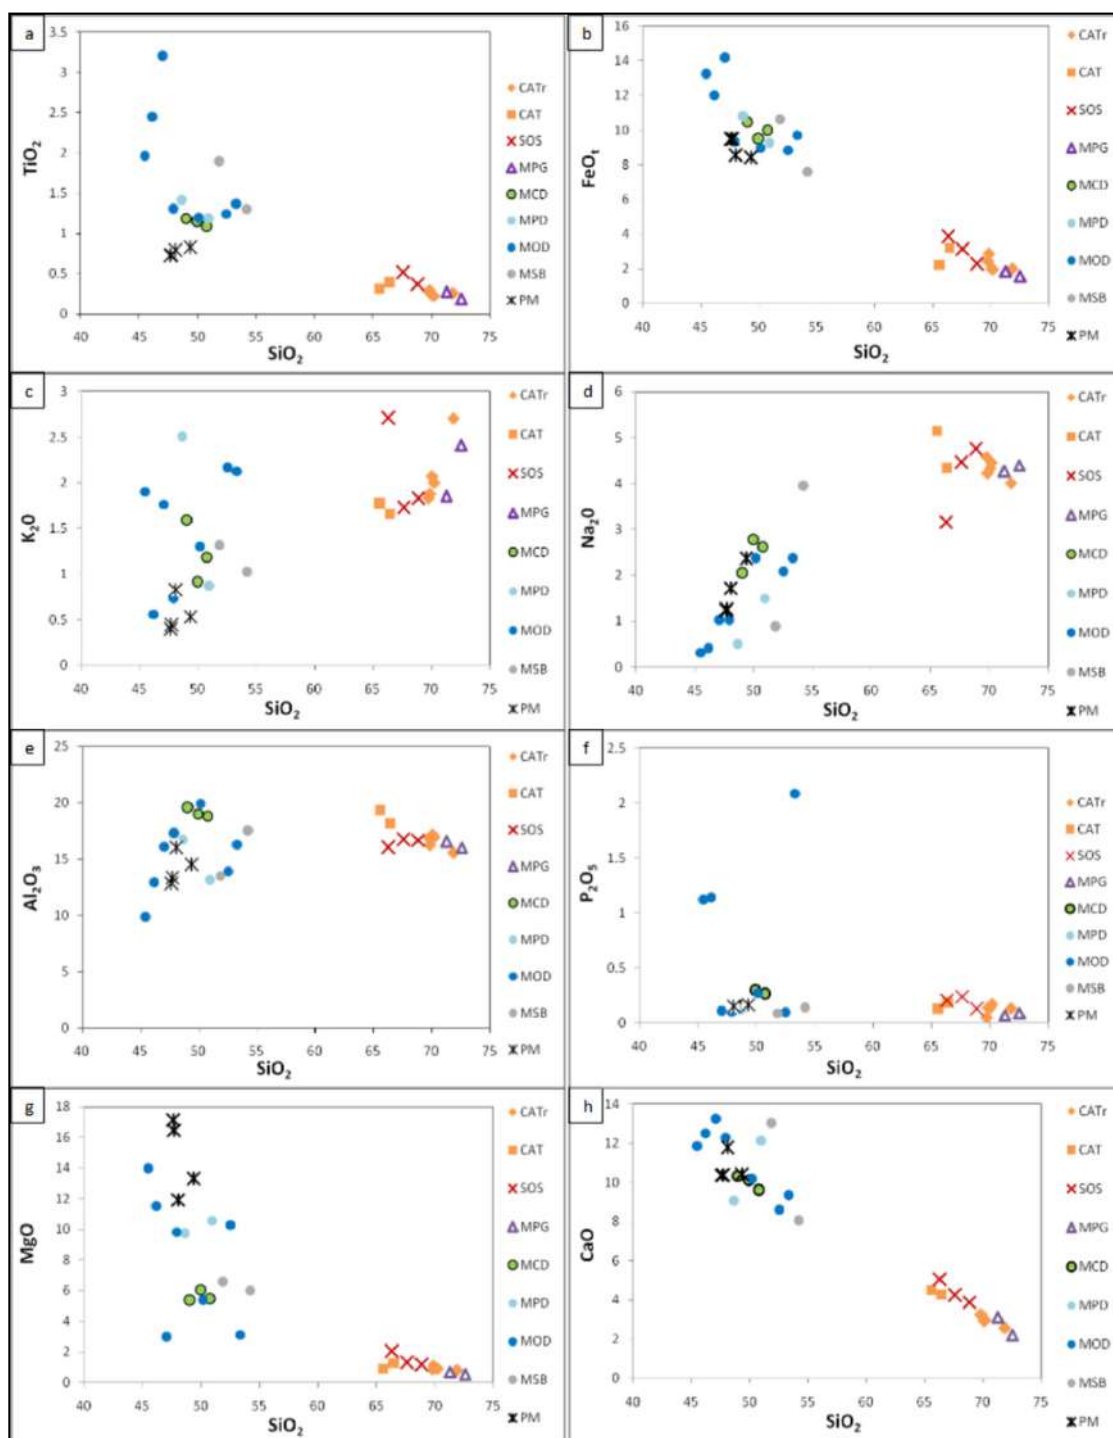 a
3.5
3
2.5
2
1.5
1
0.5
0
TiO2
40 45 50 55 60 65 70 75
SiO2
CATr
CAT
SOS
MPG
MCD
MPD
MOD
MSB
PM
b
16
14
12
10
8
6
4
2
0
FeOt
40 45 50 55 60 65 70 75
SiO2
CATr
CAT
SOS
MPG
MCD
MPD
MOD
MSB
PM
c
3
2.5
2
1.5
1
0.5
0
K2O
40 45 50 55 60 65 70 75
SiO2
CATr
CAT
SOS
MPG
MCD
MPD
MOD
MSB
PM
d
6
5
4
3
2
1
0
Na2O
40 45 50 55 60 65 70 75
SiO2
CATr
CAT
SOS
MPG
MCD
MPD
MOD
MSB
PM
e
25
20
15
10
5
0
Al2O3
40 45 50 55 60 65 70 75
SiO2
CATr
CAT
SOS
MPG
MCD
MPD
MOD
MSB
PM
f
2.5
2
1.5
1
0.5
0
P2O5
40 45 50 55 60 65 70 75
SiO2
CATr
CAT
SOS
MPG
MCD
MPD
MOD
MSB
PM
g
18
16
14
12
10
8
6
4
2
0
MgO
40 45 50 55 60 65 70 75
SiO2
CATr
CAT
SOS
MPG
MCD
MPD
MOD
MSB
PM
h
14
12
10
8
6
4
2
0
CaO
40 45 50 55 60 65 70 75
SiO2
CATr
CAT
SOS
MPG
MCD
MPD
MOD
MSB
PM